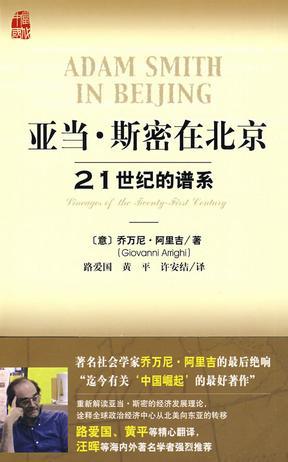 ADAM SMITH
IN BEIJING
亚当·斯密在北京
21世纪的谱系
Lineages of the Twenty-First Century
〔意〕乔万尼·阿里吉/著
(Giovanni Arrighi)
路爱国 黄 平 许安结/译
著名社会学家乔万尼·阿里吉的最后绝响
“迄今有关‘中国崛起’的最好著作”
重新解读亚当·斯密的经济发展理论，
诠释全球政治经济中心从北美向东亚的转移
路爱国、黄平等精心翻译，
汪晖等海内外著名学者强烈推荐